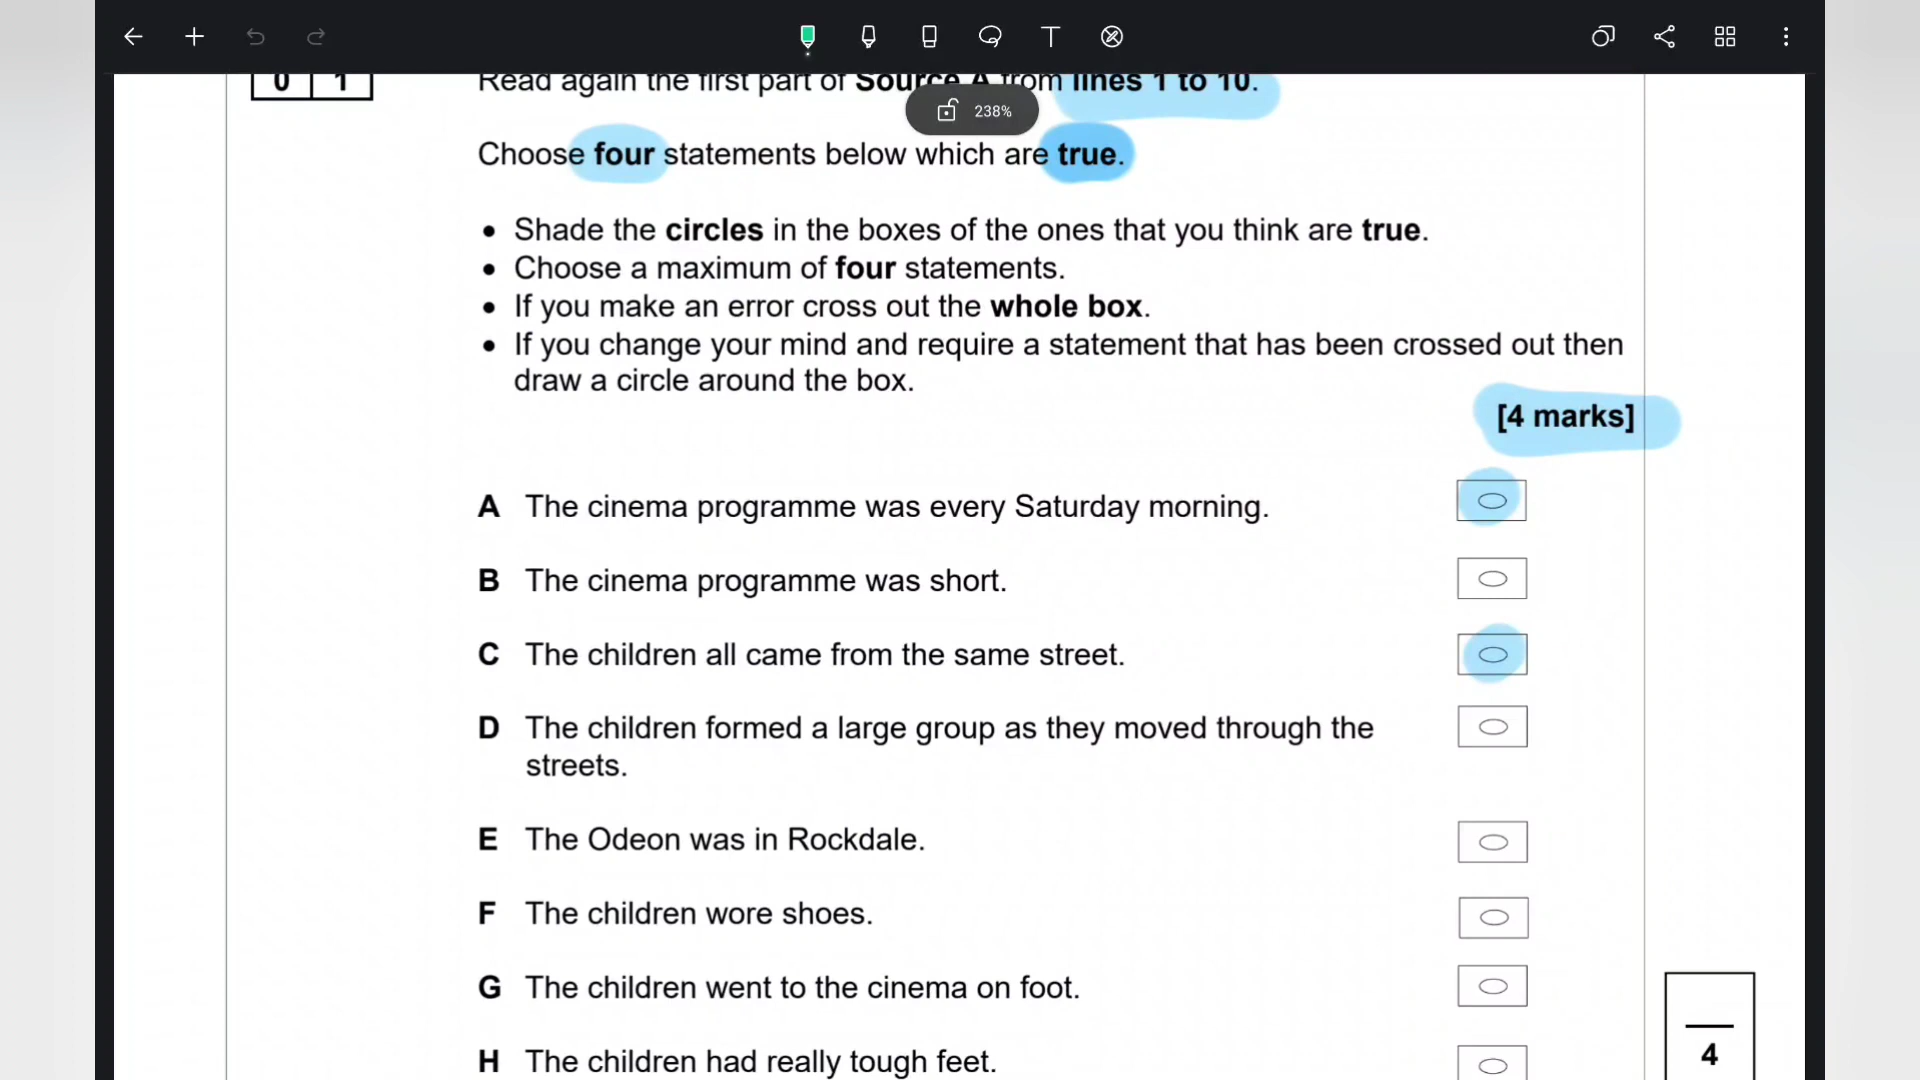 0 1 Read again the first part of Source A from lines 1 to 10.
238%
Choose four statements below which are true.
• Shade the circles in the boxes of the ones that you think are true.
• Choose a maximum of four statements.
• If you make an error cross out the whole box.
• If you change your mind and require a statement that has been crossed out then
draw a circle around the box.
[4 marks]
A The cinema programme was every Saturday morning.
B The cinema programme was short.
C The children all came from the same street.
D The children formed a large group as they moved through the
streets.
E The Odeon was in Rockdale.
F The children wore shoes.
G The children went to the cinema on foot.
H The children had really tough feet.
4